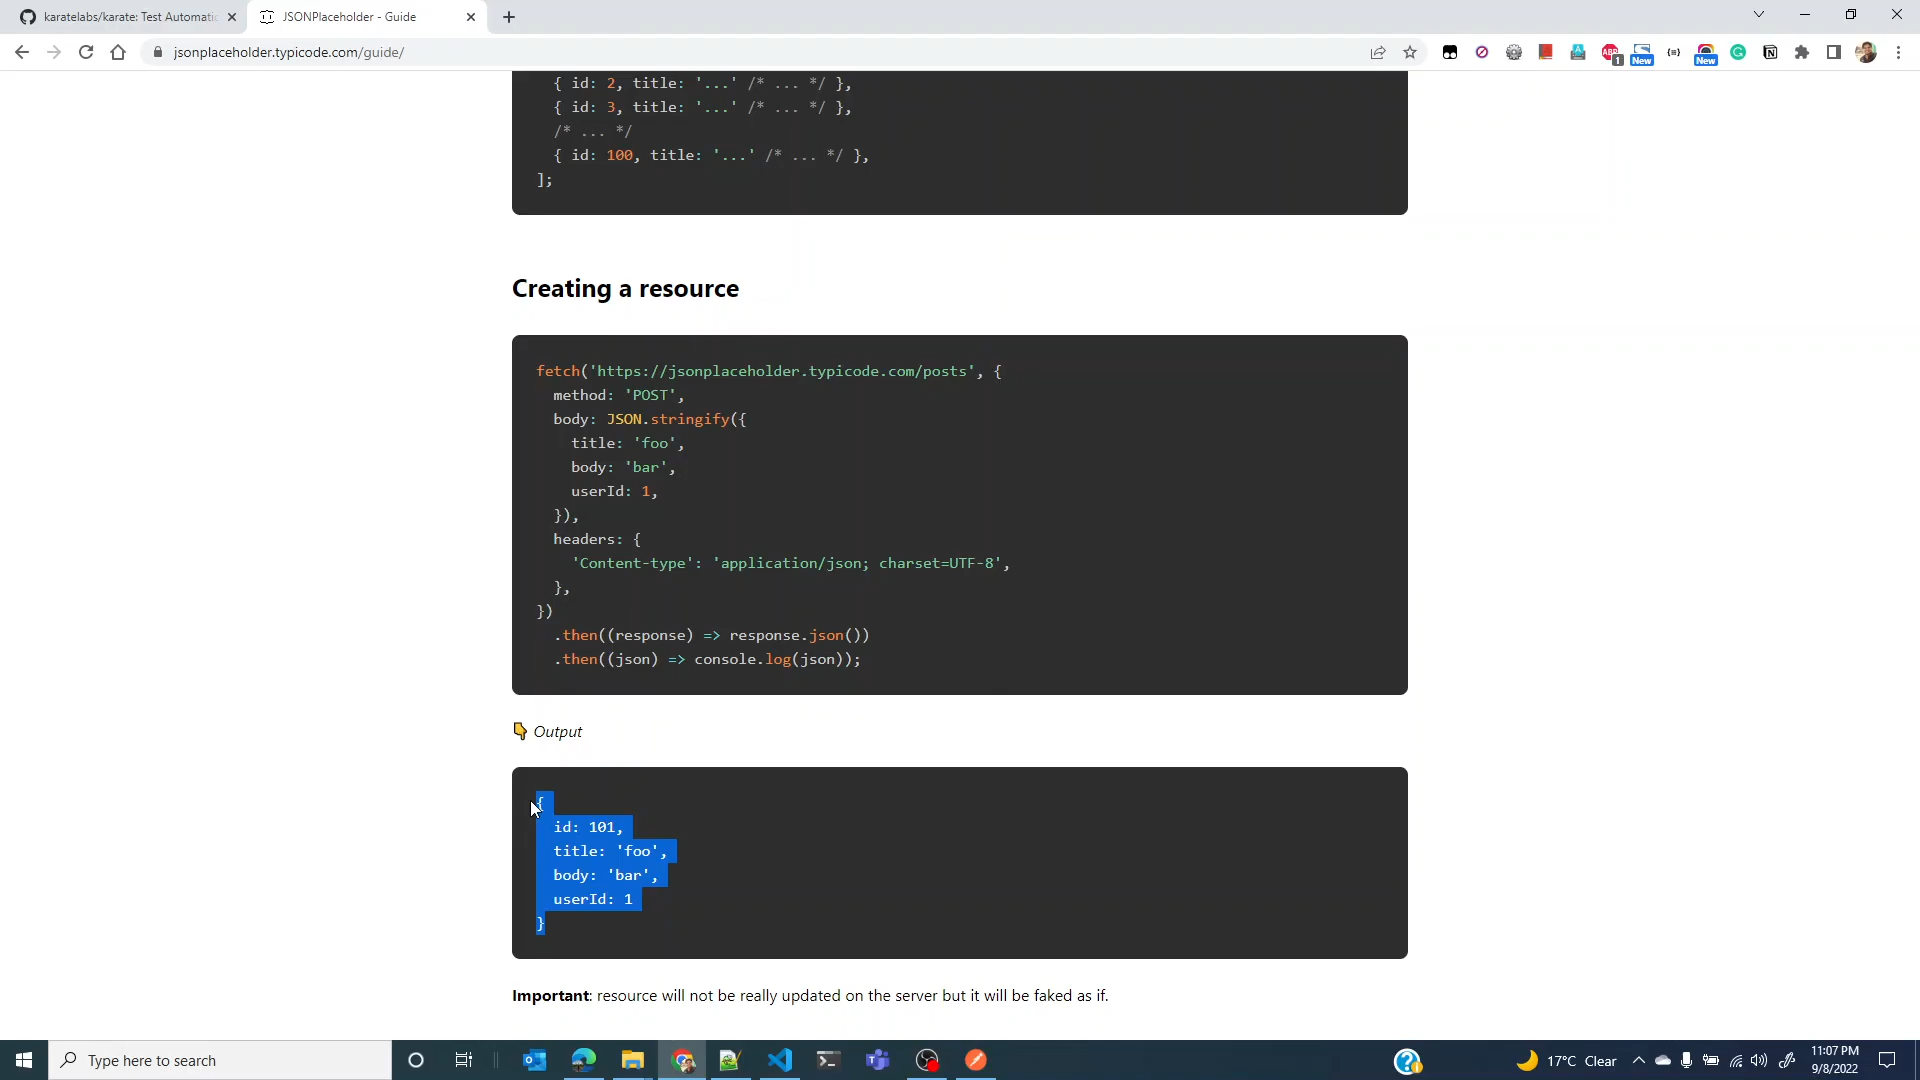 karatelabs/karate: Test Automatic
JSONPlaceholder - Guide
jsonplaceholder.typicode.com/guide/
ABP
1
New
New
{ id: 2, title: '...' /* ... */ },
{ id: 3, title: '...' /* ... */ },
/* ... */
{ id: 100, title: '...' /* ... */ },
];
Creating a resource
fetch('https://jsonplaceholder.typicode.com/posts', {
method: 'POST',
body: JSON.stringify({
title: 'foo',
body: 'bar',
userId: 1,
}),
headers: {
'Content-type': 'application/json; charset=UTF-8',
},
})
.then((response) => response.json())
.then((json) => console.log(json));
👇 Output
{
id: 101,
title: 'foo',
body: 'bar',
userId: 1
}
Important: resource will not be really updated on the server but it will be faked as if.
Type here to search
17°C Clear
11:07 PM
9/8/2022